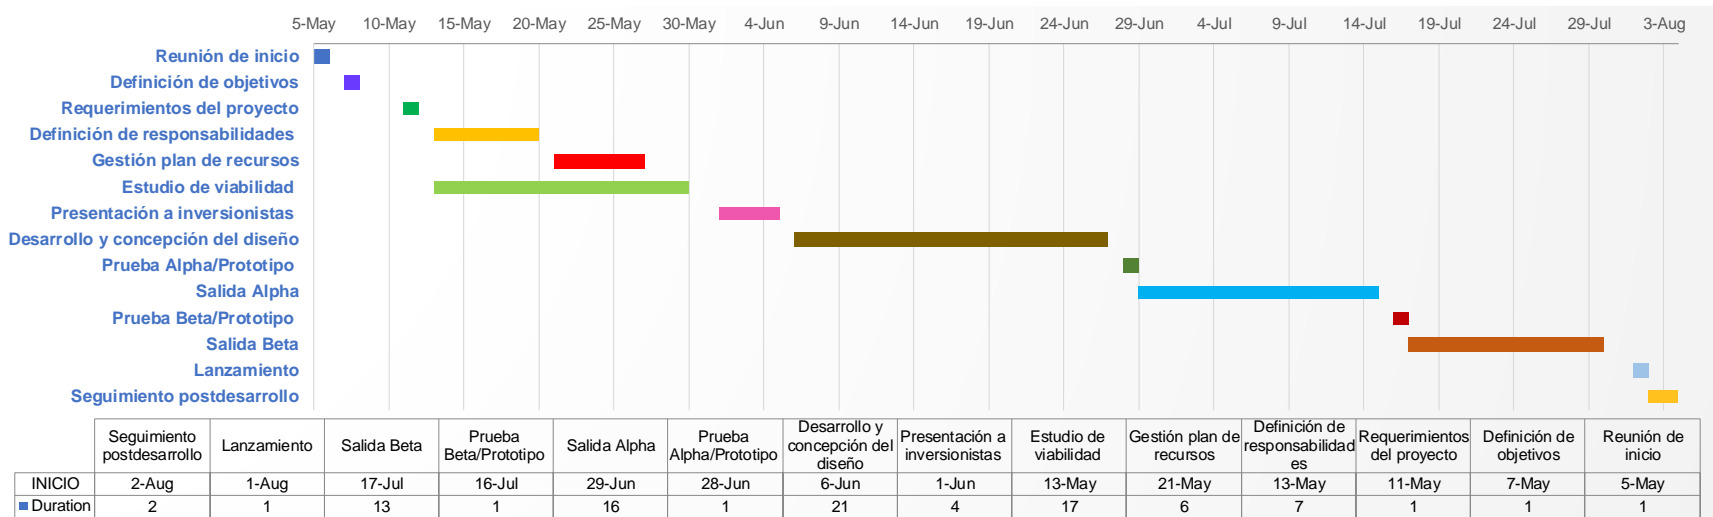 5-May 10-May 15-May 20-May 25-May 30-May 4-Jun 9-Jun 14-Jun 19-Jun 24-Jun 29-Jun 4-Jul 9-Jul 14-Jul 19-Jul 29-Jul 3-Aug
Reunión de inicio
Definición de objetivos
Requerimientos del proyecto
Definición de responsabilidades
Gestión plan de recursos
Estudio de viabilidad
Presentación a inversionistas
Desarrollo y concepción del diseño
Prueba Alpha/Prototipo
Salida Alpha
Prueba Beta/Prototipo
Salida Beta
Lanzamiento
Seguimiento postdesarrollo
Seguimiento postdesarrollo Lanzamiento Salida Beta Prueba Beta/Prototipo Salida Alpha Prueba Alpha/Prototipo Desarrollo y concepción del diseño Presentación a inversionistas Estudio de viabilidad Gestión plan de recursos Definición de responsabilidad es Requerimientos del proyecto Definición de objetivos Reunión de inicio
INICIO 2-Aug 1-Aug 17-Jul 16-Jul 29-Jun 28-Jun 6-Jun 1-Jun 13-May 21-May 13-May 11-May 7-May 5-May
Duration 2 1 13 1 16 1 21 4 17 6 7 1 1 1